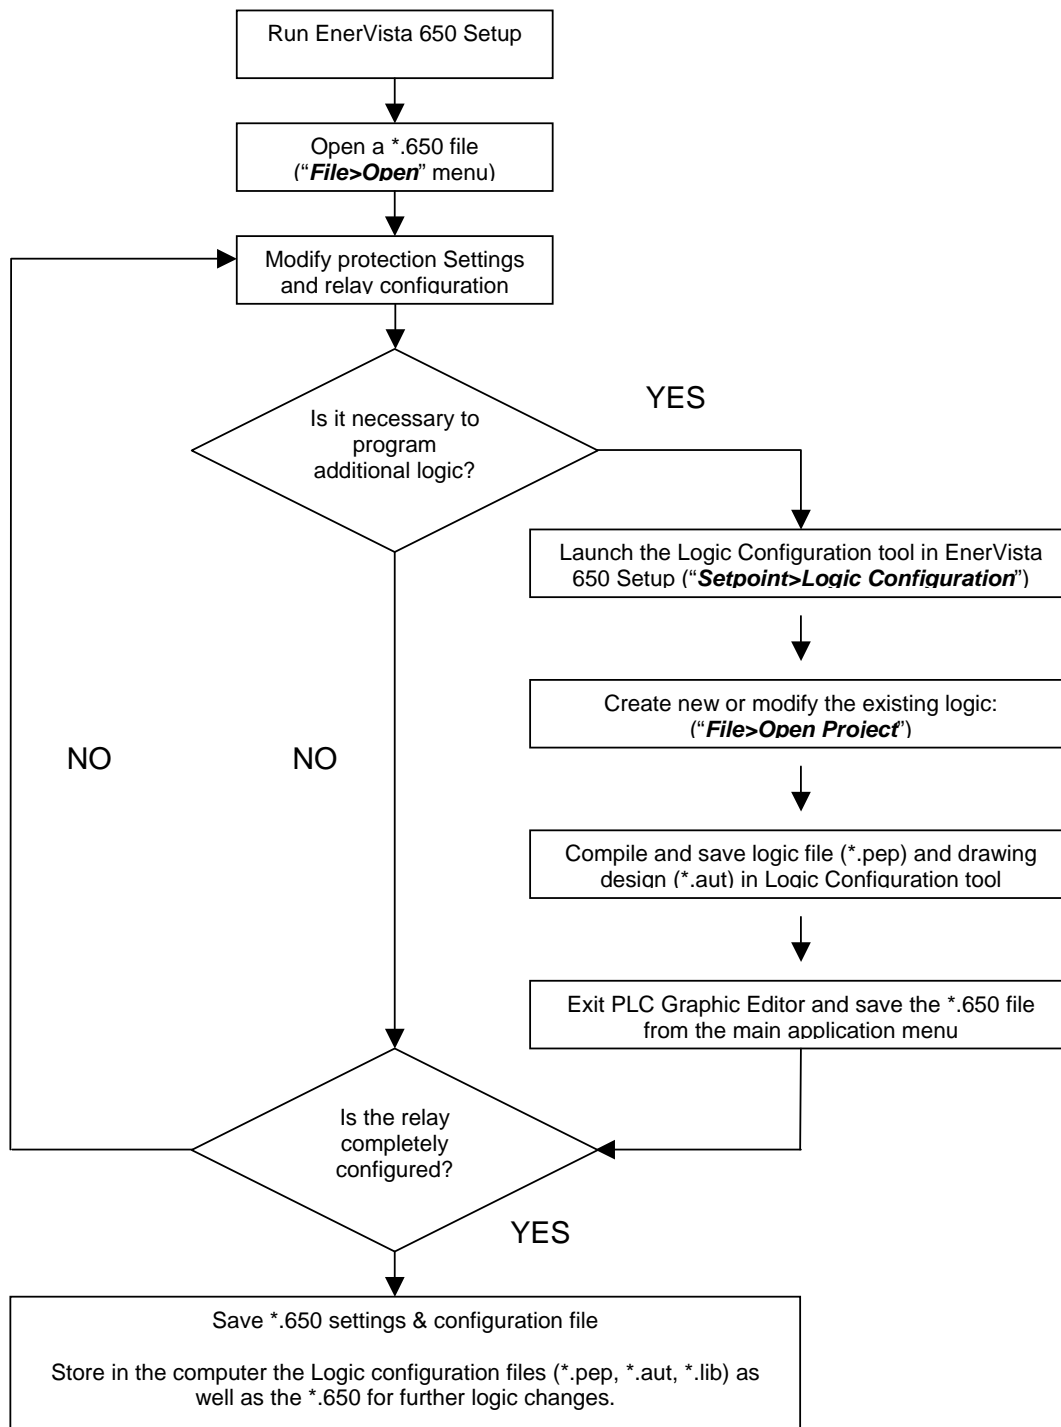 Run EnerVista 650 Setup
Open a *.650 file
(“File>Open” menu)
Modify protection Settings
and relay configuration
Is it necessary to
program
additional logic?
YES
Launch the Logic Configuration tool in EnerVista
650 Setup (“Setpoint>Logic Configuration”)
Create new or modify the existing logic:
(“File>Open Project”)
NO
NO
Compile and save logic file (*.pep) and drawing
design (*.aut) in Logic Configuration tool
Exit PLC Graphic Editor and save the *.650 file
from the main application menu
Is the relay
completely
configured?
YES
Save *.650 settings & configuration file
Store in the computer the Logic configuration files (*.pep, *.aut, *.lib) as
well as the *.650 for further logic changes.